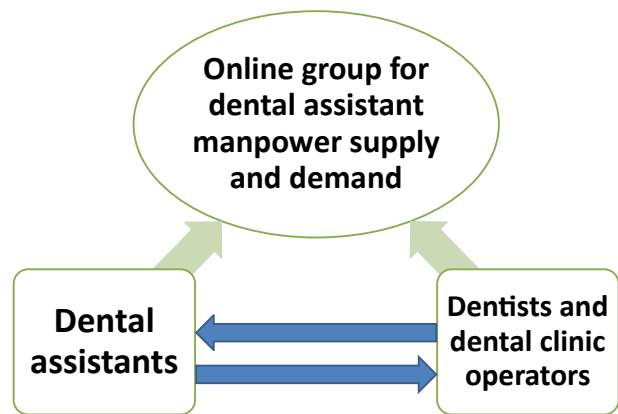 Online group for
dental assistant
manpower supply
and demand
Dental
assistants
Dentists and
dental clinic
operators